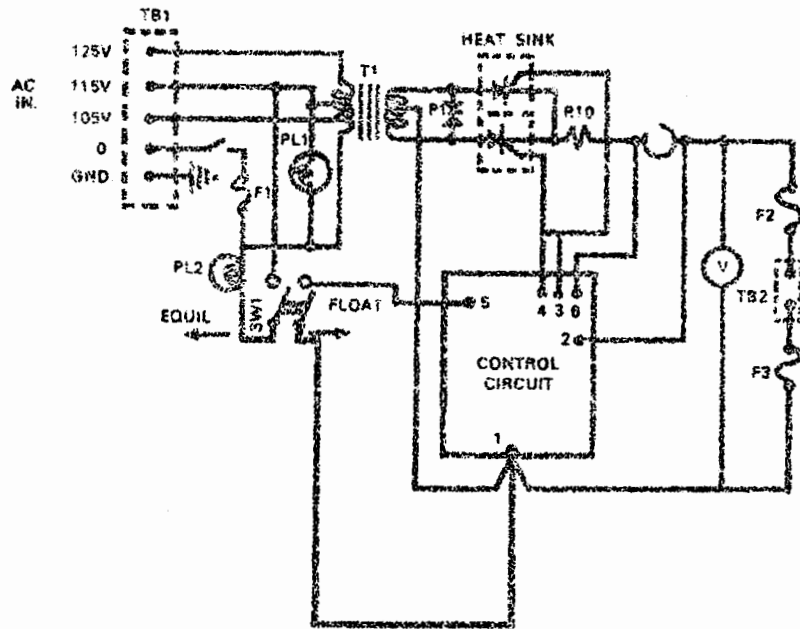 TB1
125V
AC IN.
115V
105V
0
GND
T1
HEAT SINK
P1
R10
PL1
F1
PL2
SW1
EQUIL
FLOAT
5
4 3 6
2
CONTROL
CIRCUIT
1
V
F2
TB2
F3